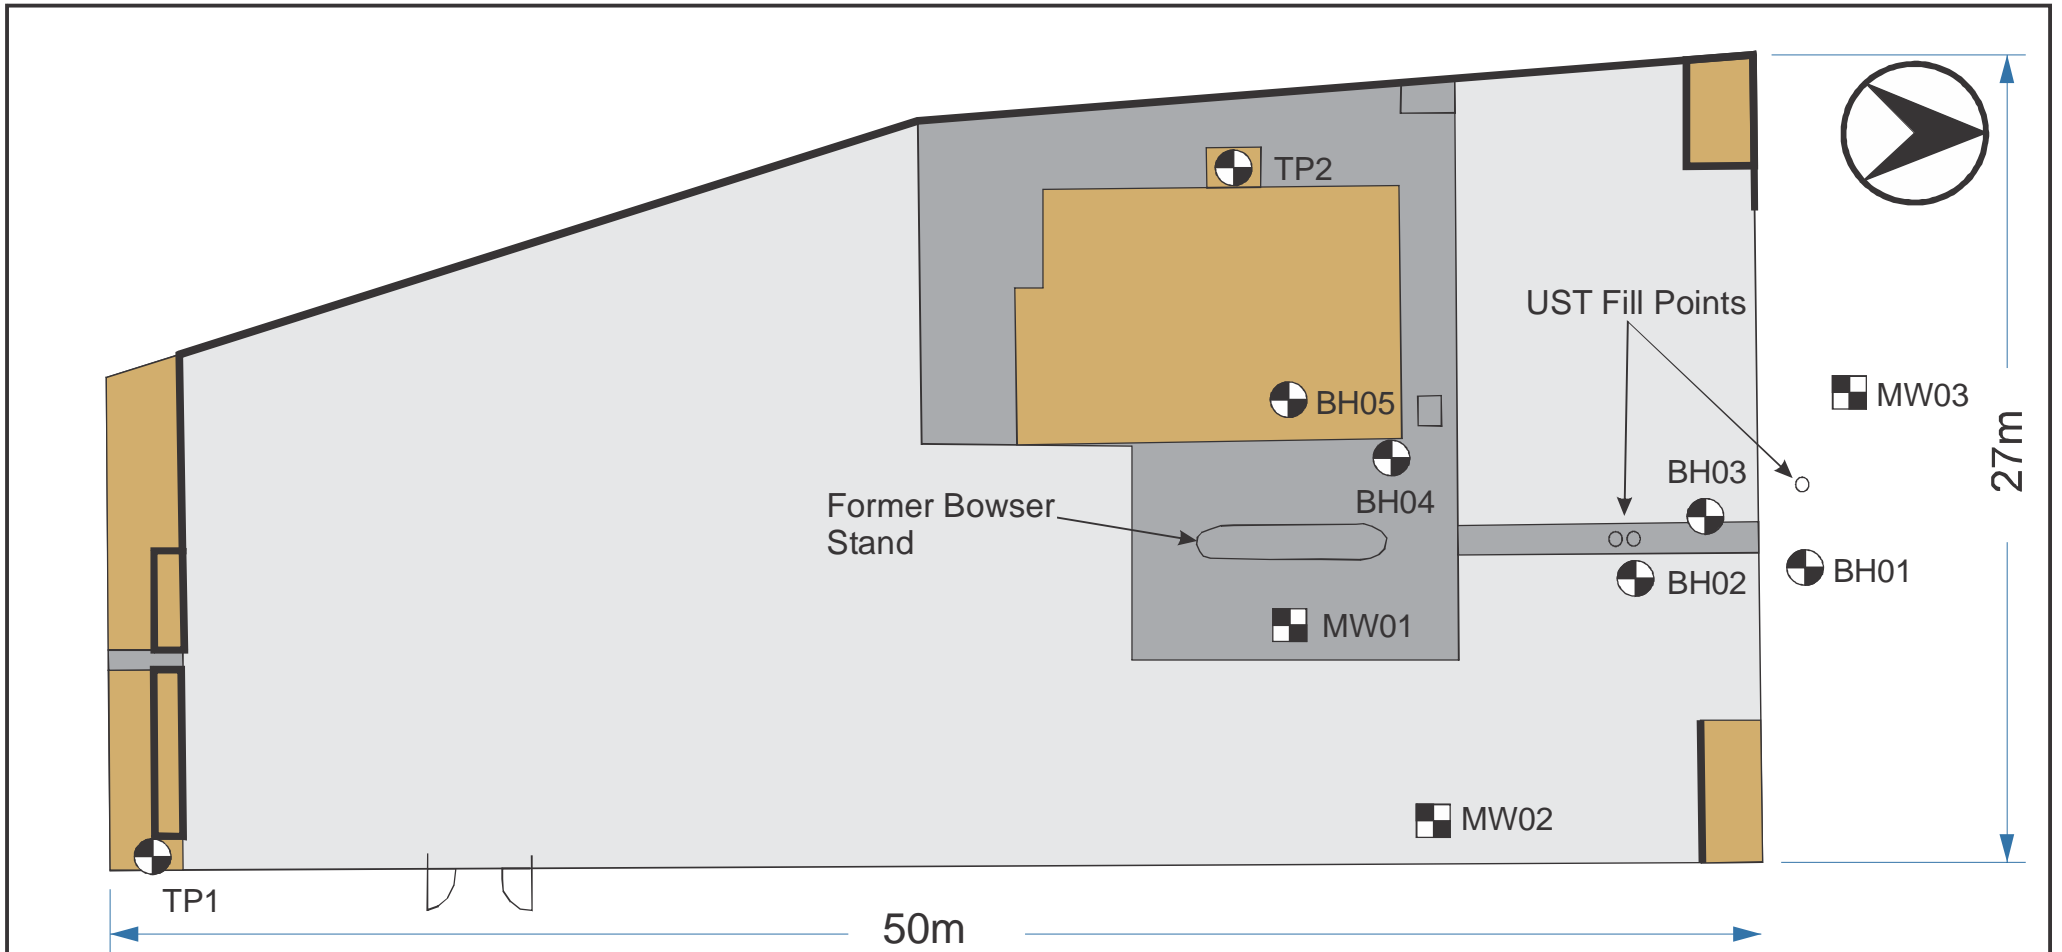 TP2
UST Fill Points
BH05
MW03
27m
BH03
Former Bowser
Stand
BH04
BH02
BH01
MW01
MW02
TP1
50m